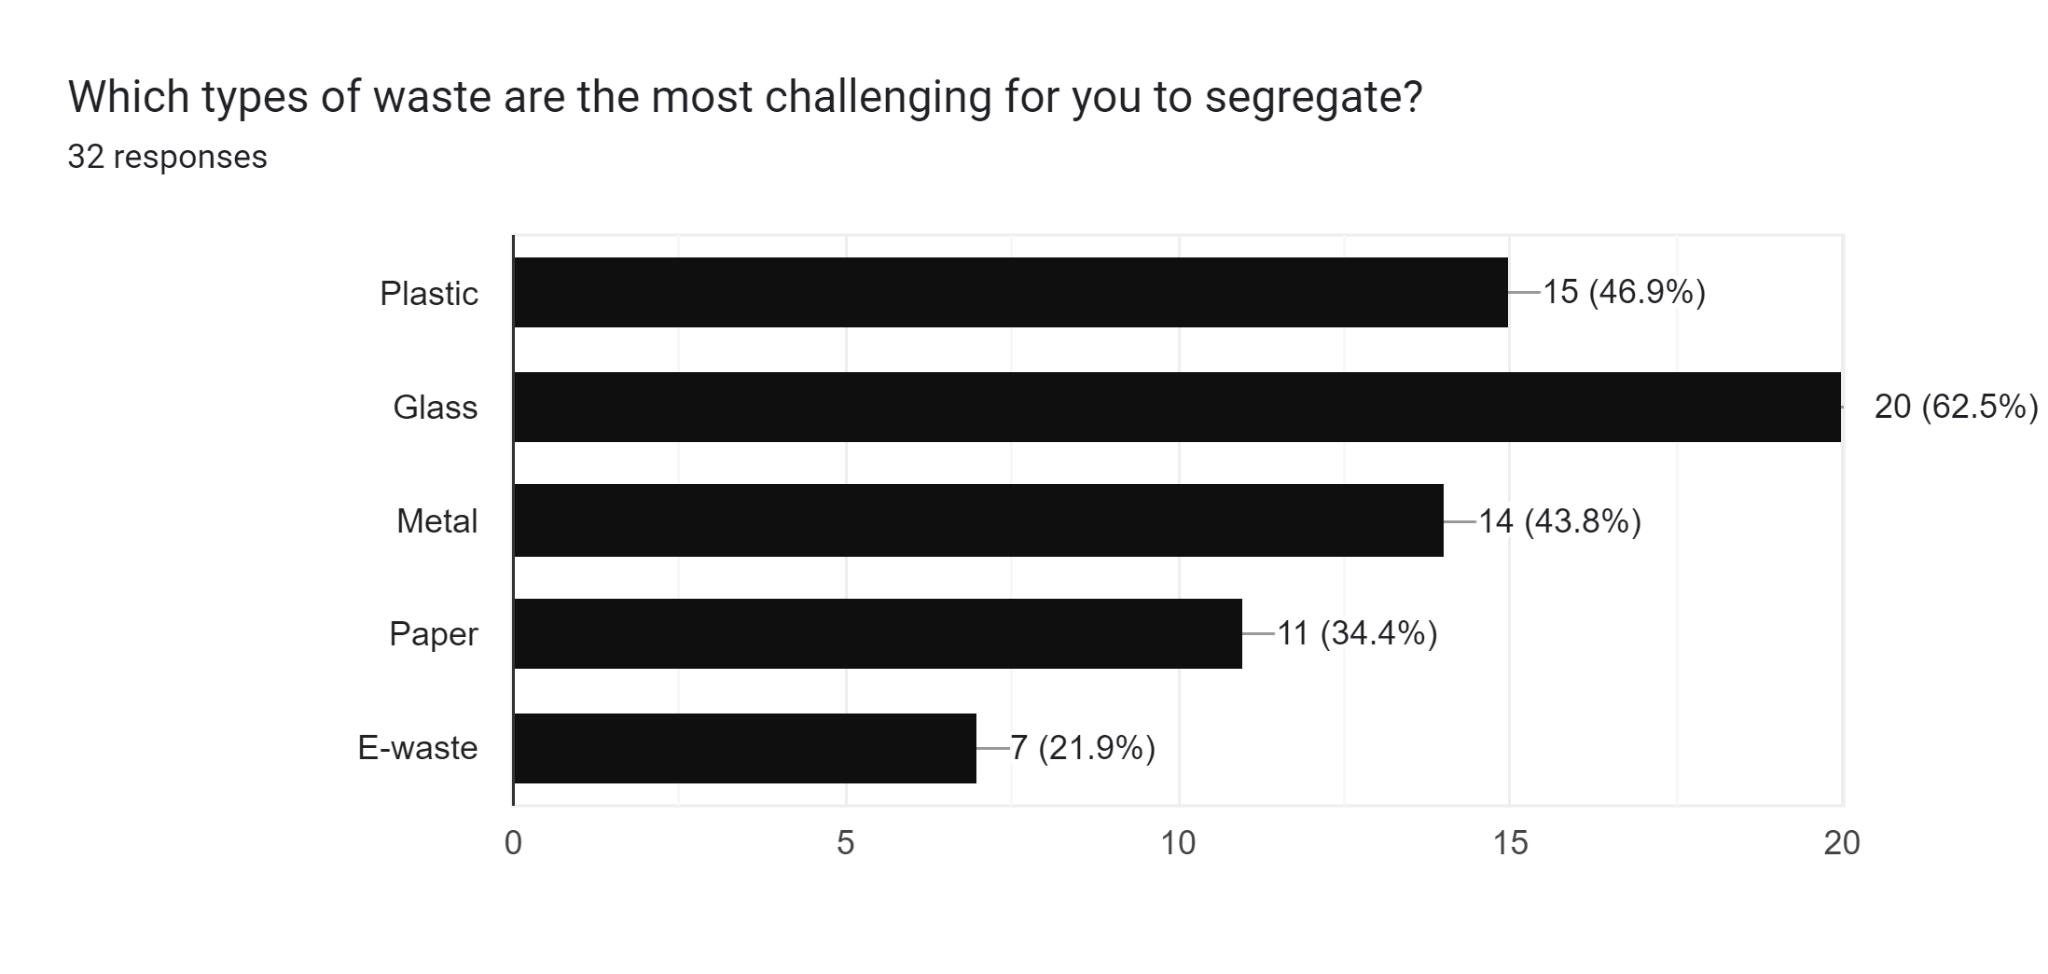 Which types of waste are the most challenging for you to segregate?
32 responses
Plastic 15 (46.9%)
Glass 20 (62.5%)
Metal 14 (43.8%)
Paper 11 (34.4%)
E-waste 7 (21.9%)
0 5 10 15 20